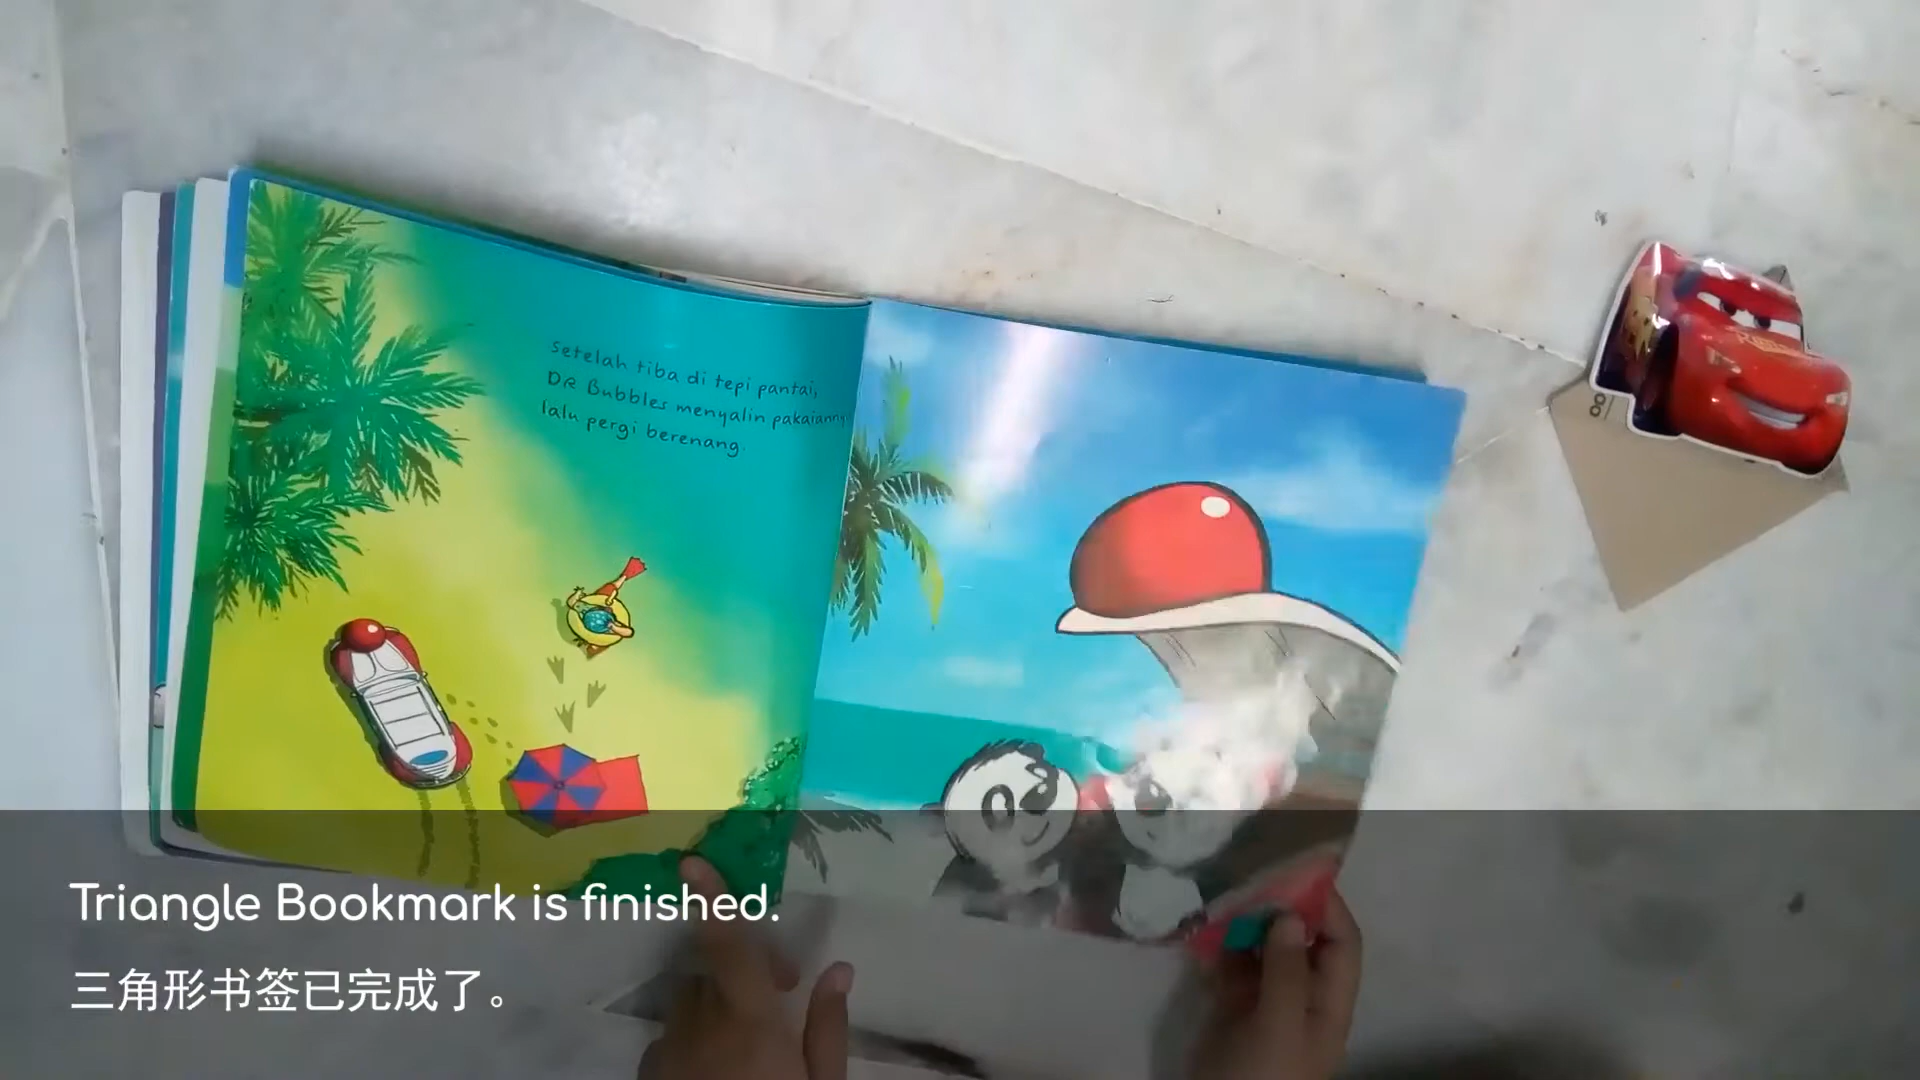 Setelah tiba di tepi pantai,
DR Bubbles menyalin
lalu pergi berenang.
Triangle Bookmark is finished.
三角形书签已完成了。